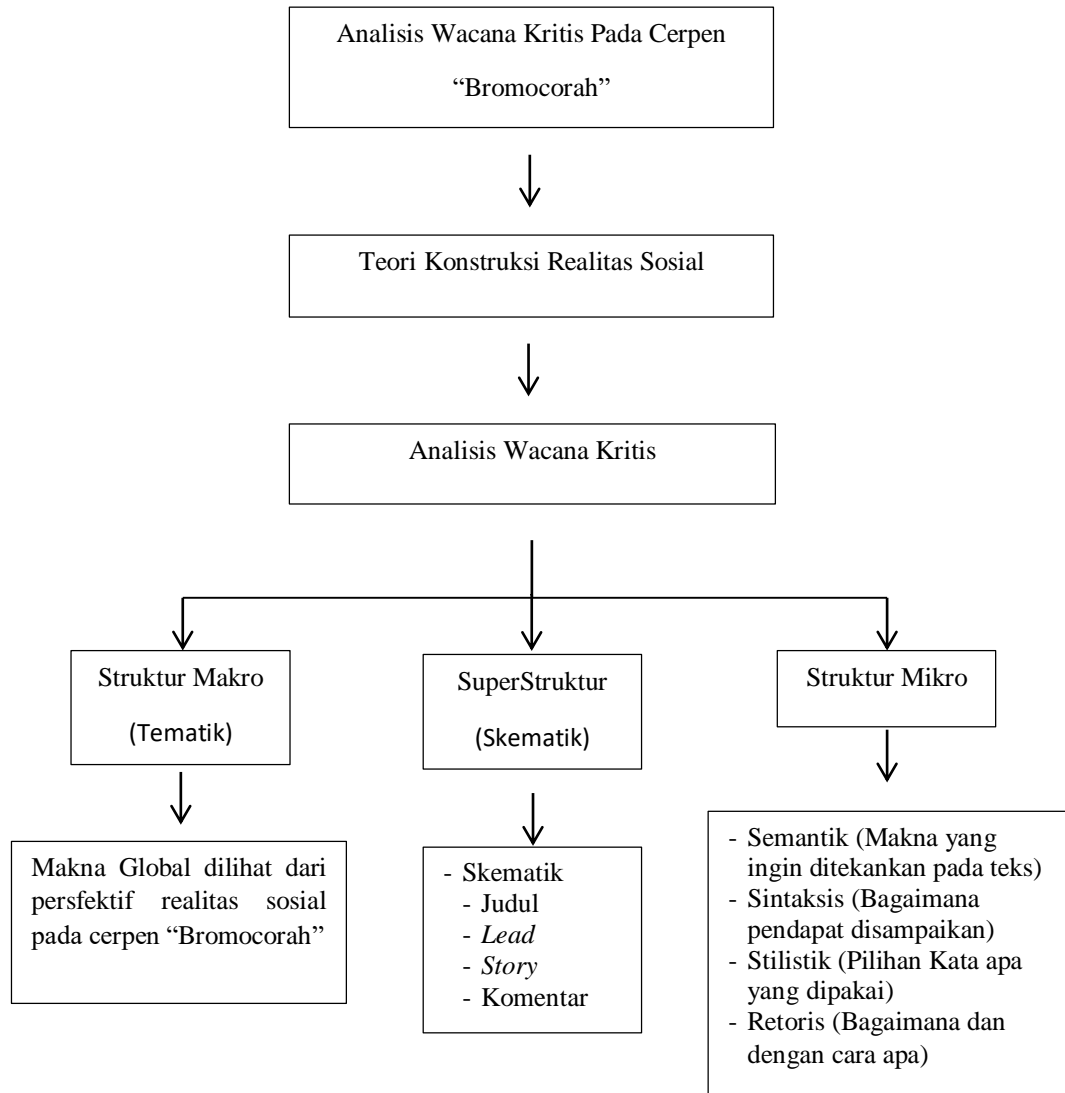 Analisis Wacana Kritis Pada Cerpen
“Bromocorah”
Teori Konstruksi Realitas Sosial
Analisis Wacana Kritis
Struktur Makro
(Tematik)
SuperStruktur
(Skematik)
Struktur Mikro
Makna Global dilihat dari
persfektif realitas sosial
pada cerpen “Bromocorah”
- Skematik
- Judul
- Lead
- Story
- Komentar
- Semantik (Makna yang
ingin ditekankan pada teks)
- Sintaksis (Bagaimana
pendapat disampaikan)
- Stilistik (Pilihan Kata apa
yang dipakai)
- Retoris (Bagaimana dan
dengan cara apa)